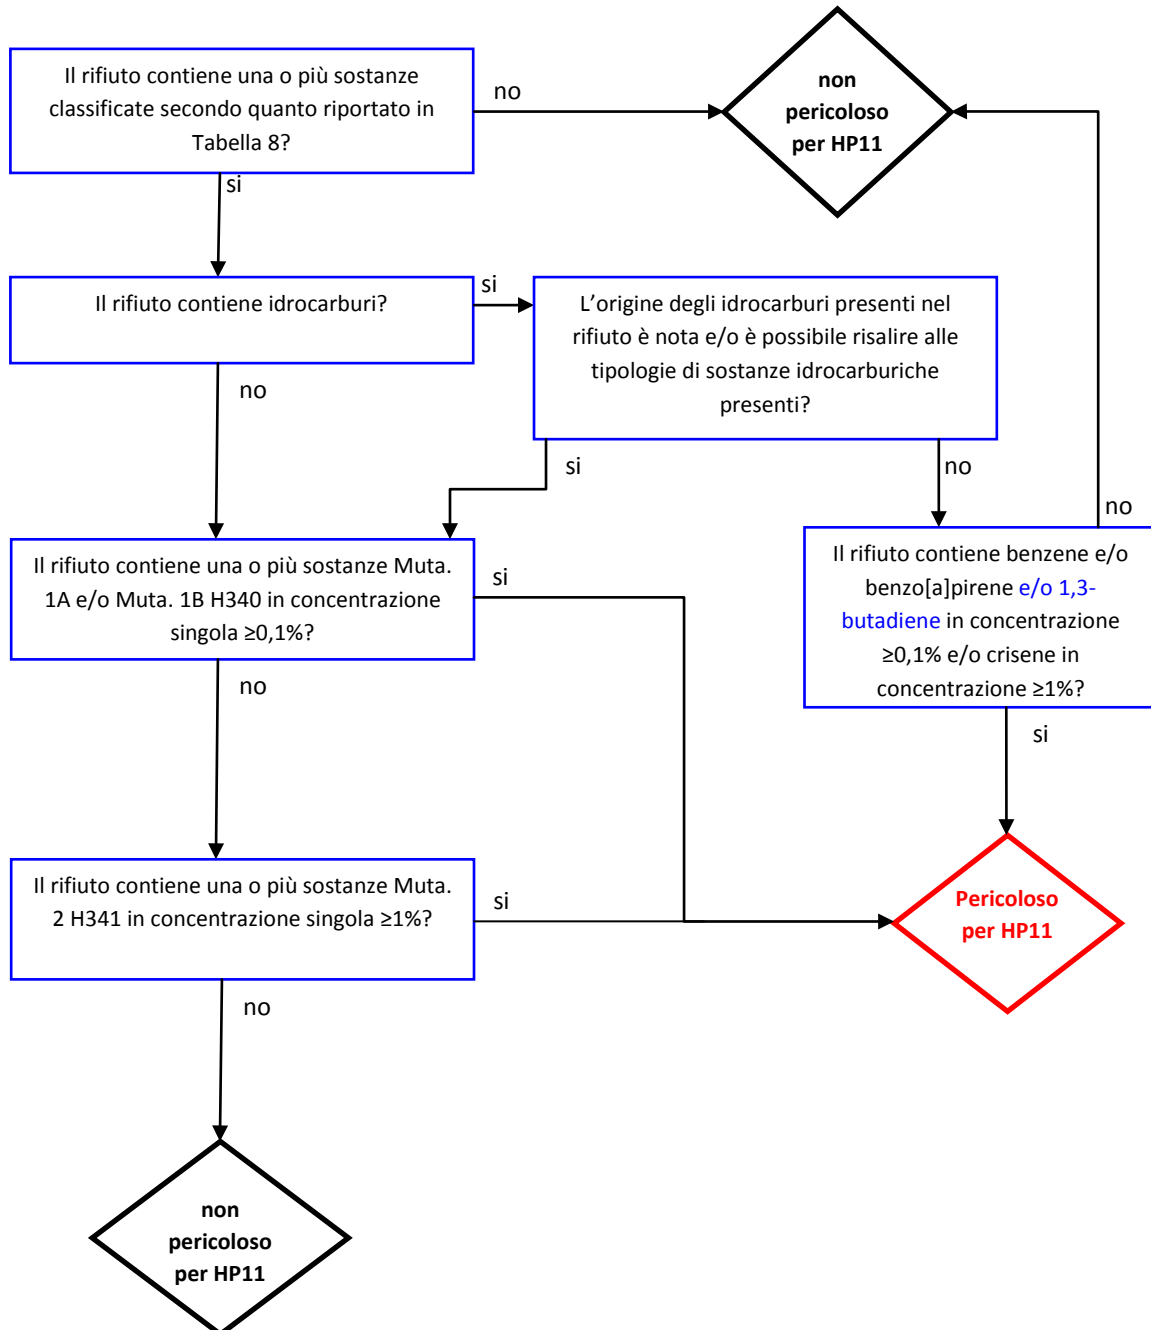 Il rifiuto contiene una o più sostanze
classificate secondo quanto riportato in
Tabella 8?
no
non
pericoloso
per HP11
si
Il rifiuto contiene idrocarburi?
si
L’origine degli idrocarburi presenti nel
rifiuto è nota e/o è possibile risalire alle
tipologie di sostanze idrocarburiche
presenti?
no
si
no
no
Il rifiuto contiene una o più sostanze Muta.
1A e/o Muta. 1B H340 in concentrazione
singola ≥0,1%?
si
Il rifiuto contiene benzene e/o
benzo[a]pirene e/o 1,3-
butadiene in concentrazione
≥0,1% e/o crisene in
concentrazione ≥1%?
no
si
Il rifiuto contiene una o più sostanze Muta.
2 H341 in concentrazione singola ≥1%?
si
Pericoloso
per HP11
no
non
pericoloso
per HP11